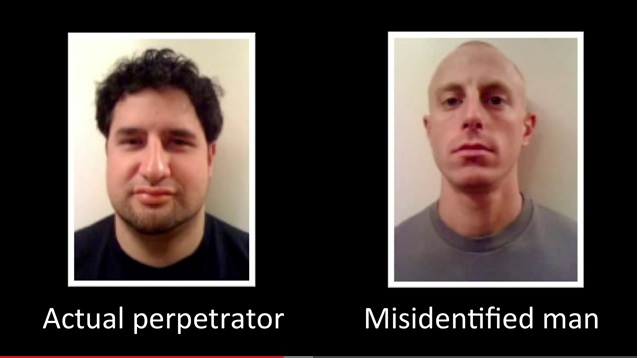 Actual perpetrator
Misidentified man